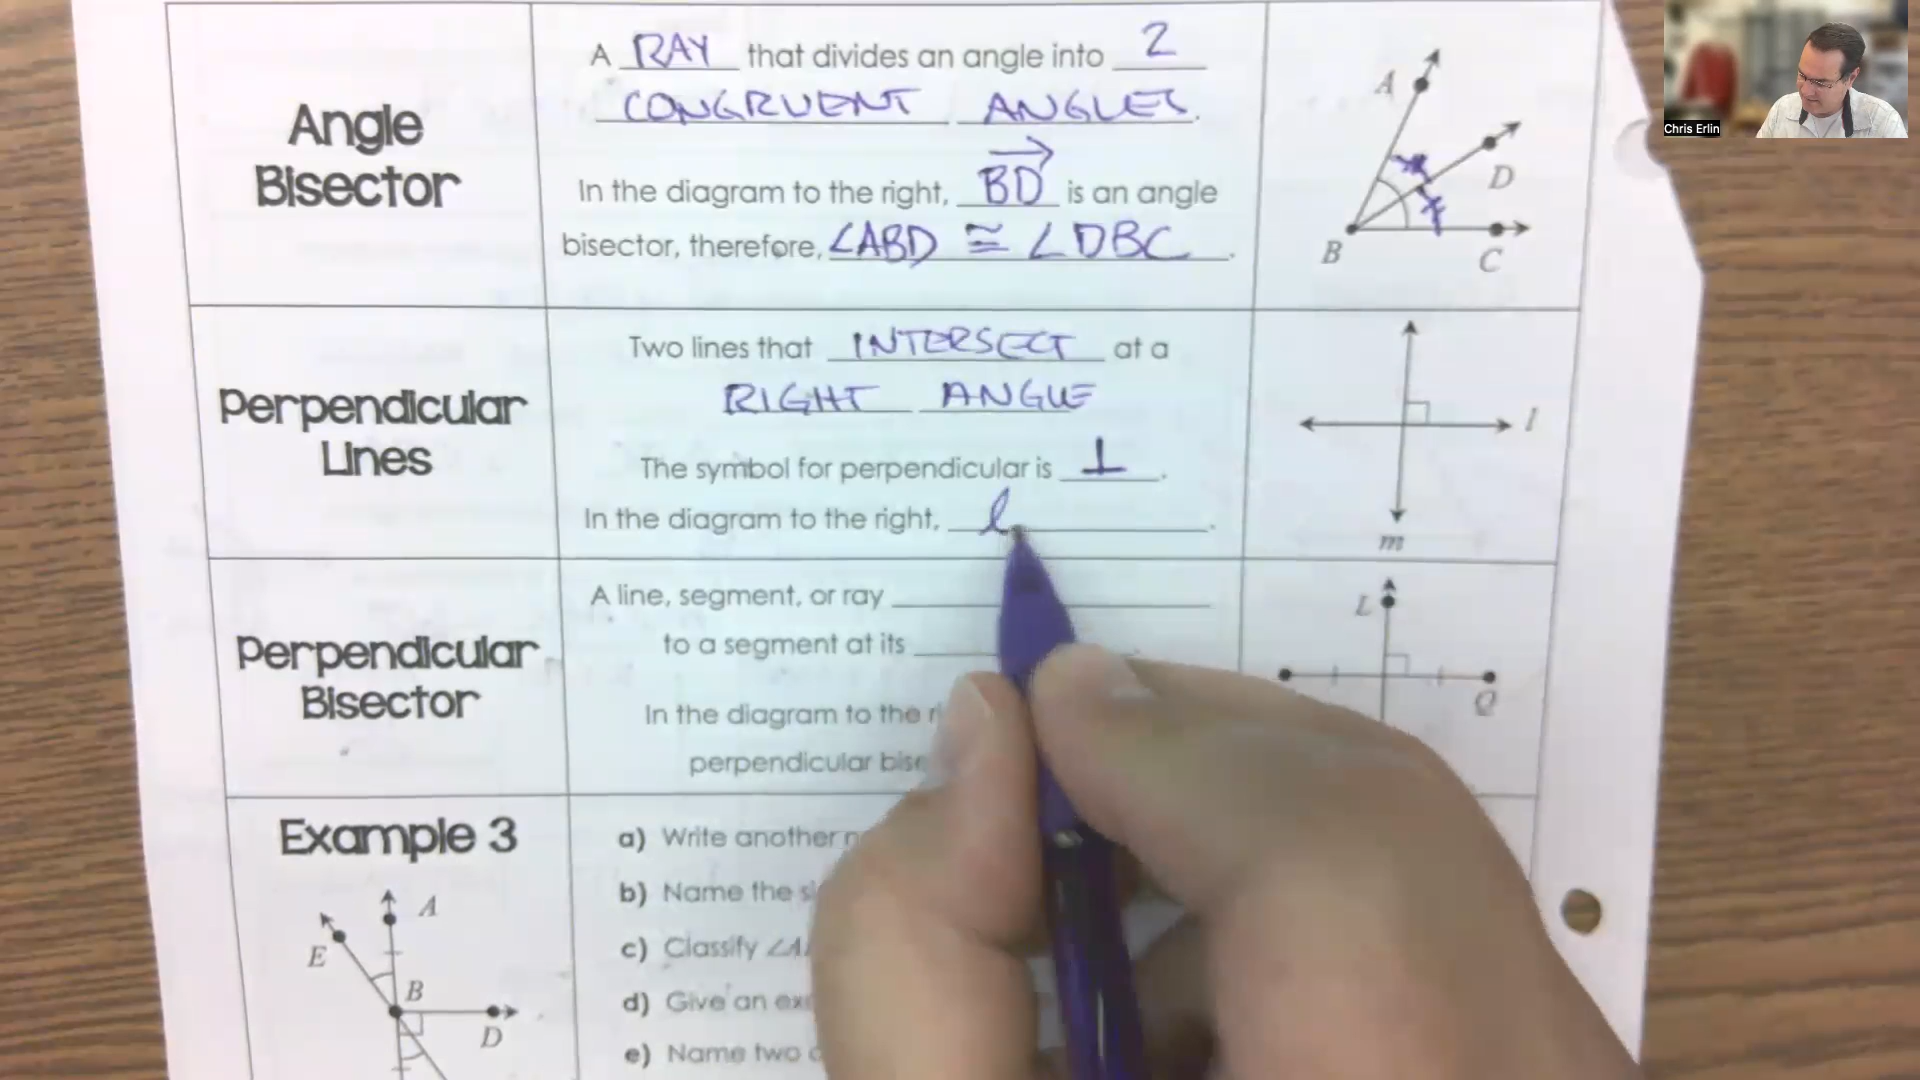 Chris Erlin
Angle
Bisector
A RAY that divides an angle into 2
CONGRUENT ANGLES.
In the diagram to the right, BD is an angle
bisector, therefore, ∠ABD ≅ ∠DBC.
A
D
B
C
Perpendicular
Lines
Two lines that INTERSECT at a
RIGHT ANGLE
The symbol for perpendicular is ⊥.
In the diagram to the right, l.
l
m
Perpendicular
Bisector
A line, segment, or ray
to a segment at its
In the diagram to the
perpendicular
L
Q
Example 3
A
E
B
D
a) Write another
b) Name the
c) Classify
d) Give an
e) Name two